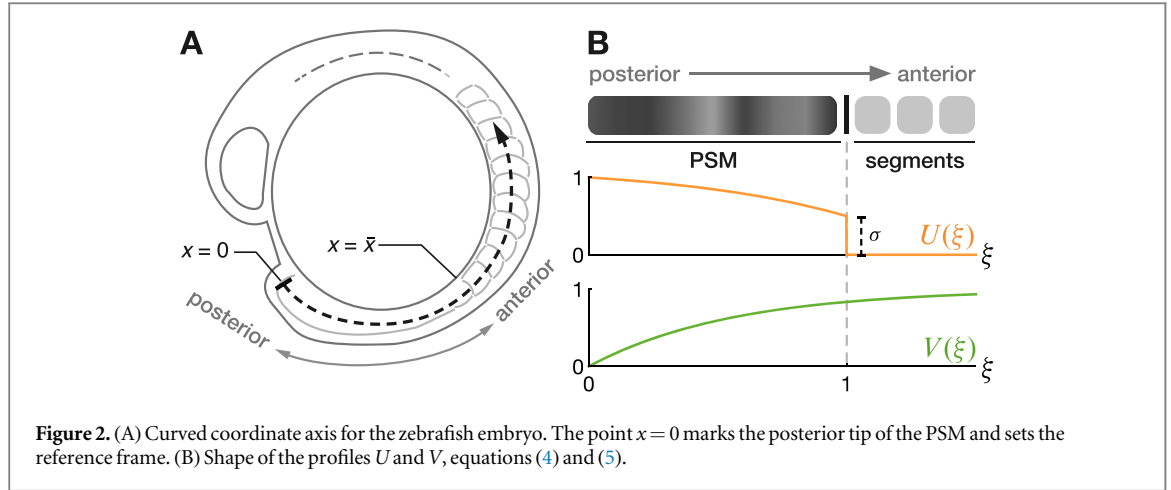 A
x = 0
x = x̄
posterior
anterior
B
posterior
anterior
PSM
segments
1
σ
U(ξ)
0
ξ
1
V(ξ)
0
ξ
0
1
Figure 2. (A) Curved coordinate axis for the zebrafish embryo. The point x = 0 marks the posterior tip of the PSM and sets the
reference frame. (B) Shape of the profiles U and V, equations (4) and (5).